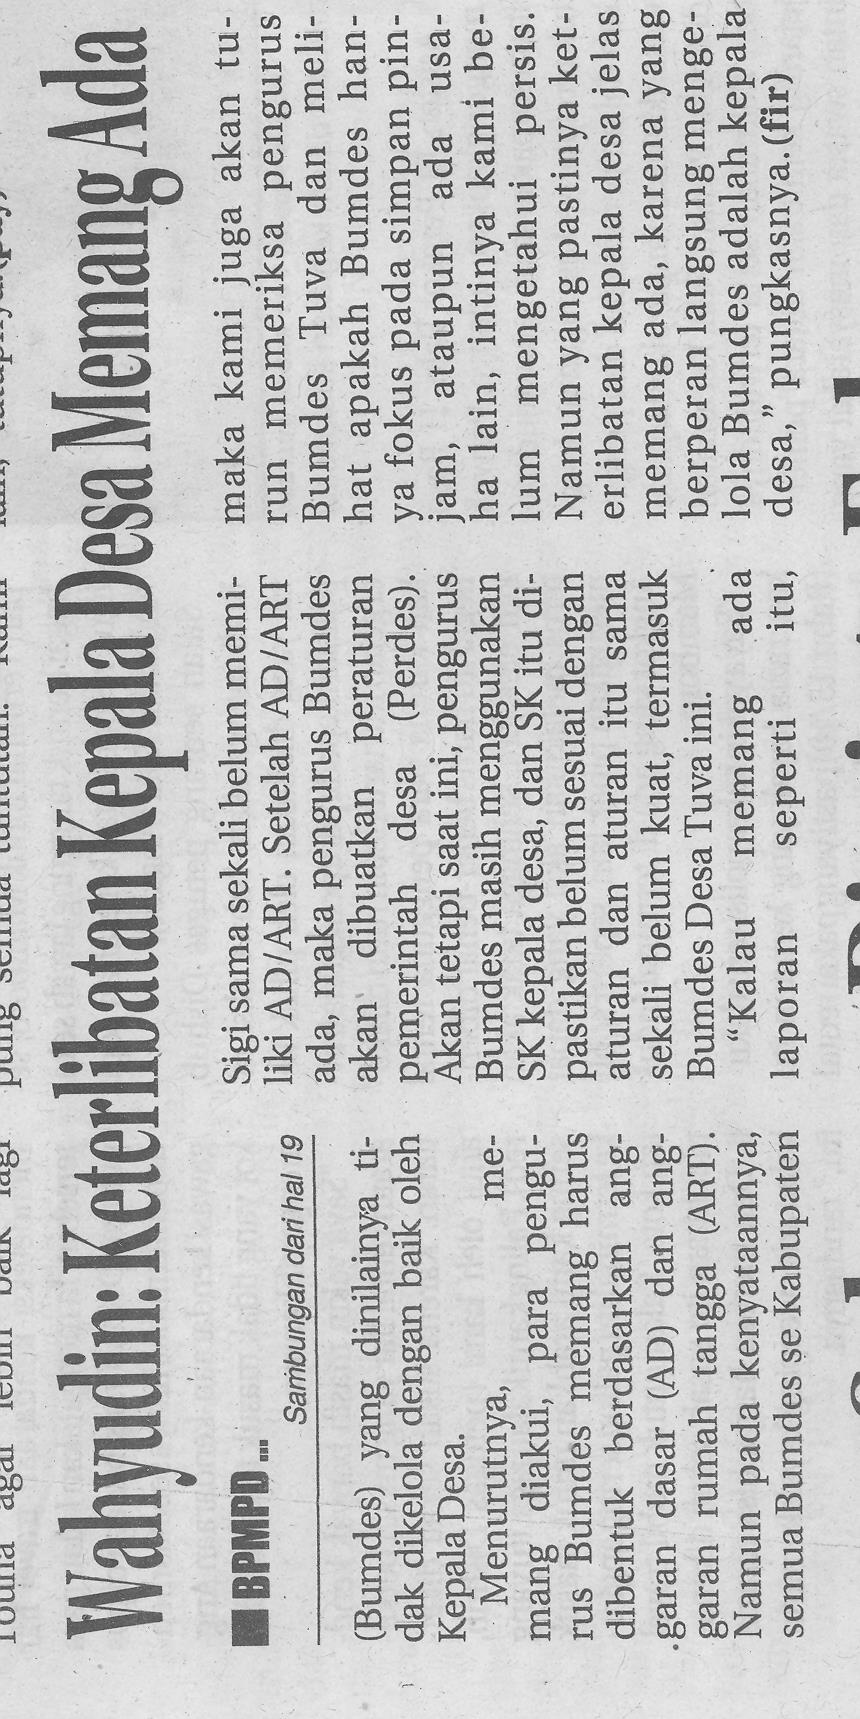 Wahyudin: Keterlibatan Kepala Desa Memang Ada
■ BPMPD ...
Sambungan dari hal 19
(Bumdes) yang dinilainya ti-
dak dikelola dengan baik oleh
Kepala Desa.
Menurutnya, me-
mang diakui, para pengu-
rus Bumdes memang harus
dibentuk berdasarkan ang-
garan dasar (AD) dan ang-
garan rumah tangga (ART).
Namun pada kenyataannya,
semua Bumdes se Kabupaten
Sigi sama sekali belum memi-
liki AD/ART. Setelah AD/ART
ada, maka pengurus Bumdes
akan dibuatkan peraturan
pemerintah desa (Perdes).
Akan tetapi saat ini, pengurus
Bumdes masih menggunakan
SK kepala desa, dan SK itu di-
pastikan belum sesuai dengan
aturan dan aturan itu sama
sekali belum kuat, termasuk
Bumdes Desa Tuva ini.
“Kalau memang ada
laporan seperti itu,
maka kami juga akan tu-
run memeriksa pengurus
Bumdes Tuva dan meli-
hat apakah Bumdes han-
ya fokus pada simpan pin-
jam, ataupun ada usa-
ha lain, intinya kami be-
lum mengetahui persis.
Namun yang pastinya ket-
erlibatan kepala desa jelas
memang ada, karena yang
berperan langsung menge-
lola Bumdes adalah kepala
desa,” pungkasnya.(fir)